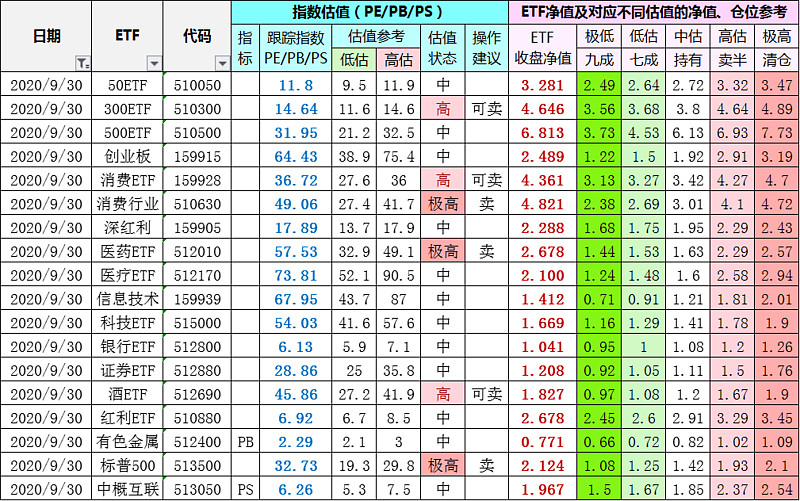 指数估值（PE/PB/PS） ETF净值及对应不同估值的净值、仓位参考
日期 ETF 代码 指标 跟踪指数 PE/PB/PS 估值参考 低估 高估 估值状态 操作建议 ETF 收盘净值 极低 九成 低估 七成 中估 持有 高估 卖半 极高 清仓
2020/9/30 50ETF 510050 11.8 9.5 11.9 中 3.281 2.49 2.64 2.72 3.32 3.47
2020/9/30 300ETF 510300 14.64 11.6 14.6 高 可卖 4.646 3.56 3.68 3.8 4.64 4.89
2020/9/30 500ETF 510500 31.95 21.2 32.5 中 6.813 3.73 4.53 6.13 6.93 7.73
2020/9/30 创业板 159915 64.43 38.9 75.4 中 2.489 1.22 1.5 1.92 2.91 3.19
2020/9/30 消费ETF 159928 36.72 27.6 36 高 可卖 4.361 3.13 3.27 3.42 4.27 4.7
2020/9/30 消费行业 510630 49.06 27.4 41.7 极高 卖 4.821 2.38 2.69 3.01 4.1 4.72
2020/9/30 深红利 159905 17.89 13.7 17.9 中 2.288 1.68 1.75 1.95 2.29 2.43
2020/9/30 医药ETF 512010 57.53 32.9 49.1 极高 卖 2.678 1.44 1.53 1.63 2.29 2.57
2020/9/30 医疗ETF 512170 73.81 52.1 90.5 中 2.100 1.24 1.48 1.6 2.58 2.94
2020/9/30 信息技术 159939 67.95 43.7 87 中 1.412 0.71 0.91 1.21 1.81 2.01
2020/9/30 科技ETF 515000 54.03 41.6 57.6 中 1.669 1.16 1.29 1.41 1.78 1.9
2020/9/30 银行ETF 512800 6.13 5.9 7.1 中 1.041 0.95 1 1.08 1.2 1.26
2020/9/30 证券ETF 512880 28.86 25 35.8 中 1.208 0.92 1.05 1.11 1.5 1.76
2020/9/30 酒ETF 512690 45.86 27.2 41.9 高 可卖 1.827 0.97 1.08 1.2 1.67 1.9
2020/9/30 红利ETF 510880 6.92 6.7 8.5 中 2.678 2.45 2.6 2.91 3.29 3.45
2020/9/30 有色金属 512400 PB 2.29 2.1 3 中 0.771 0.66 0.72 0.82 1.02 1.09
2020/9/30 标普500 513500 32.73 19.3 29.8 极高 卖 2.124 1.08 1.25 1.42 1.93 2.1
2020/9/30 中概互联 513050 PS 6.26 5.3 7.5 中 1.967 1.5 1.67 1.85 2.37 2.54